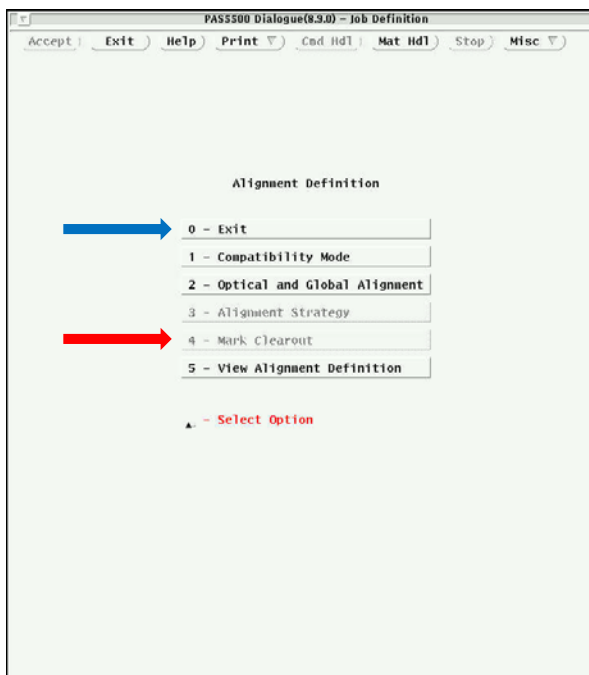 PAS5500 Dialogue(8.9.0) – Job Definition
Accept Exit Help Print ▽ Cmd Hdl Mat Hdl Stop Misc ▽
Alignment Definition
0 – Exit
1 – Compatibility Mode
2 – Optical and Global Alignment
3 – Alignment Strategy
4 – Mark Clearout
5 – View Alignment Definition
– Select Option